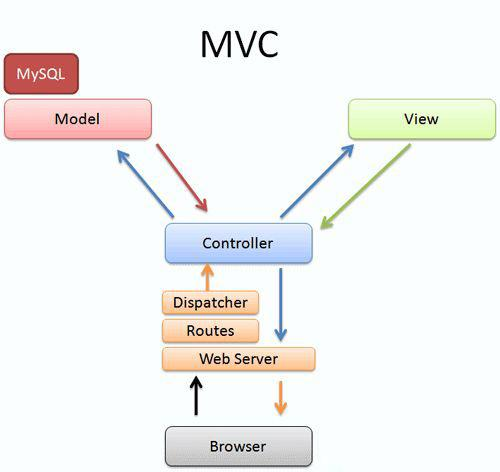 MVC
MySQL
Model
View
Controller
Dispatcher
Routes
Web Server
Browser